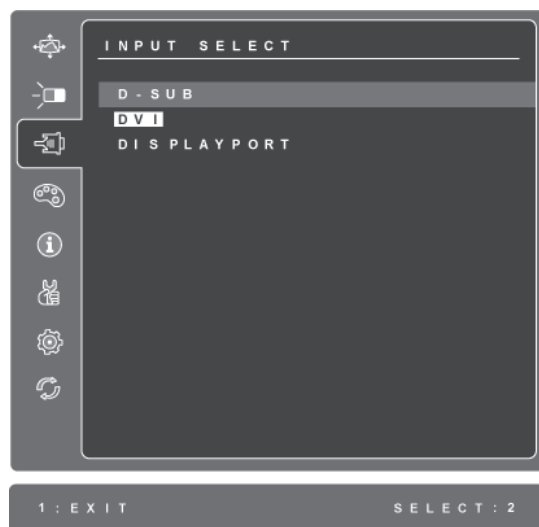 INPUT SELECT
D-SUB
DVI
DISPLAYPORT
1:EXIT SELECT:2